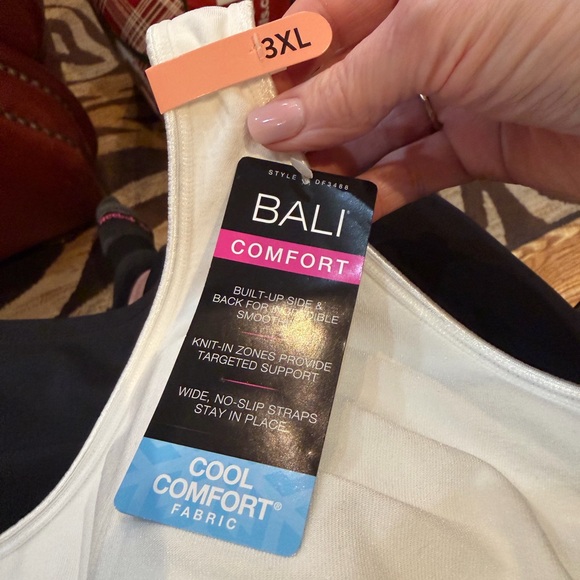 3XL
STYLE DF3488
BALI
COMFORT
BUILT-UP SIDE &
BACK FOR INCREDIBLE
KNIT-IN ZONES PROVIDE
TARGETED SUPPORT
WIDE, NO-SLIP STRAPS
STAY IN PLACE
COOL
COMFORT®
FABRIC